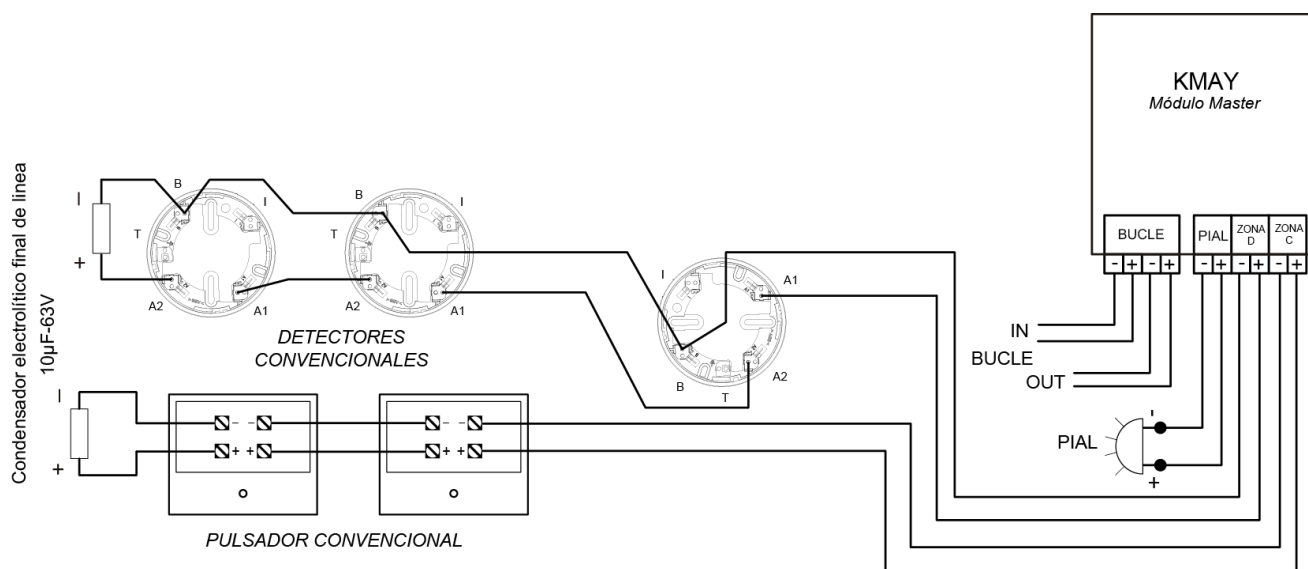 KMAY
Módulo Master
BUCLE
PIAL
ZONA
D
ZONA
C
- + - +
- + - + - +
IN
BUCLE
OUT
PIAL
-
+
Condensador electrolítico final de linea
10µF-63V
I
+
B
I
T
A2
A1
B
I
T
A2
A1
I
A1
B
T
A2
DETECTORES
CONVENCIONALES
I
+
- -
+ +
- -
+ +
PULSADOR CONVENCIONAL